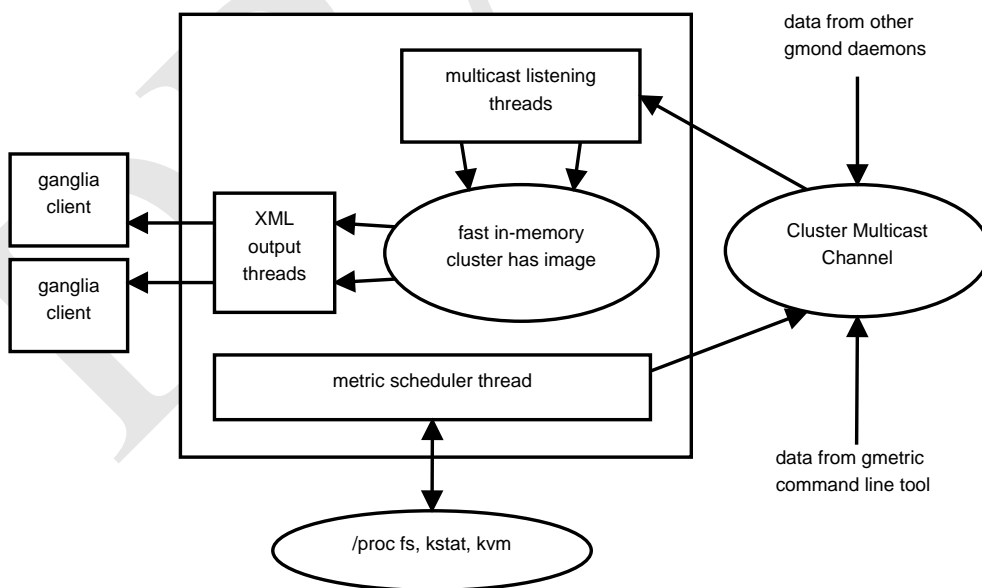 data from other
gmond daemons
multicast listening
threads
ganglia
client
XML
output
threads
fast in-memory
cluster has image
Cluster Multicast
Channel
ganglia
client
metric scheduler thread
data from gmetric
command line tool
/proc fs, kstat, kvm